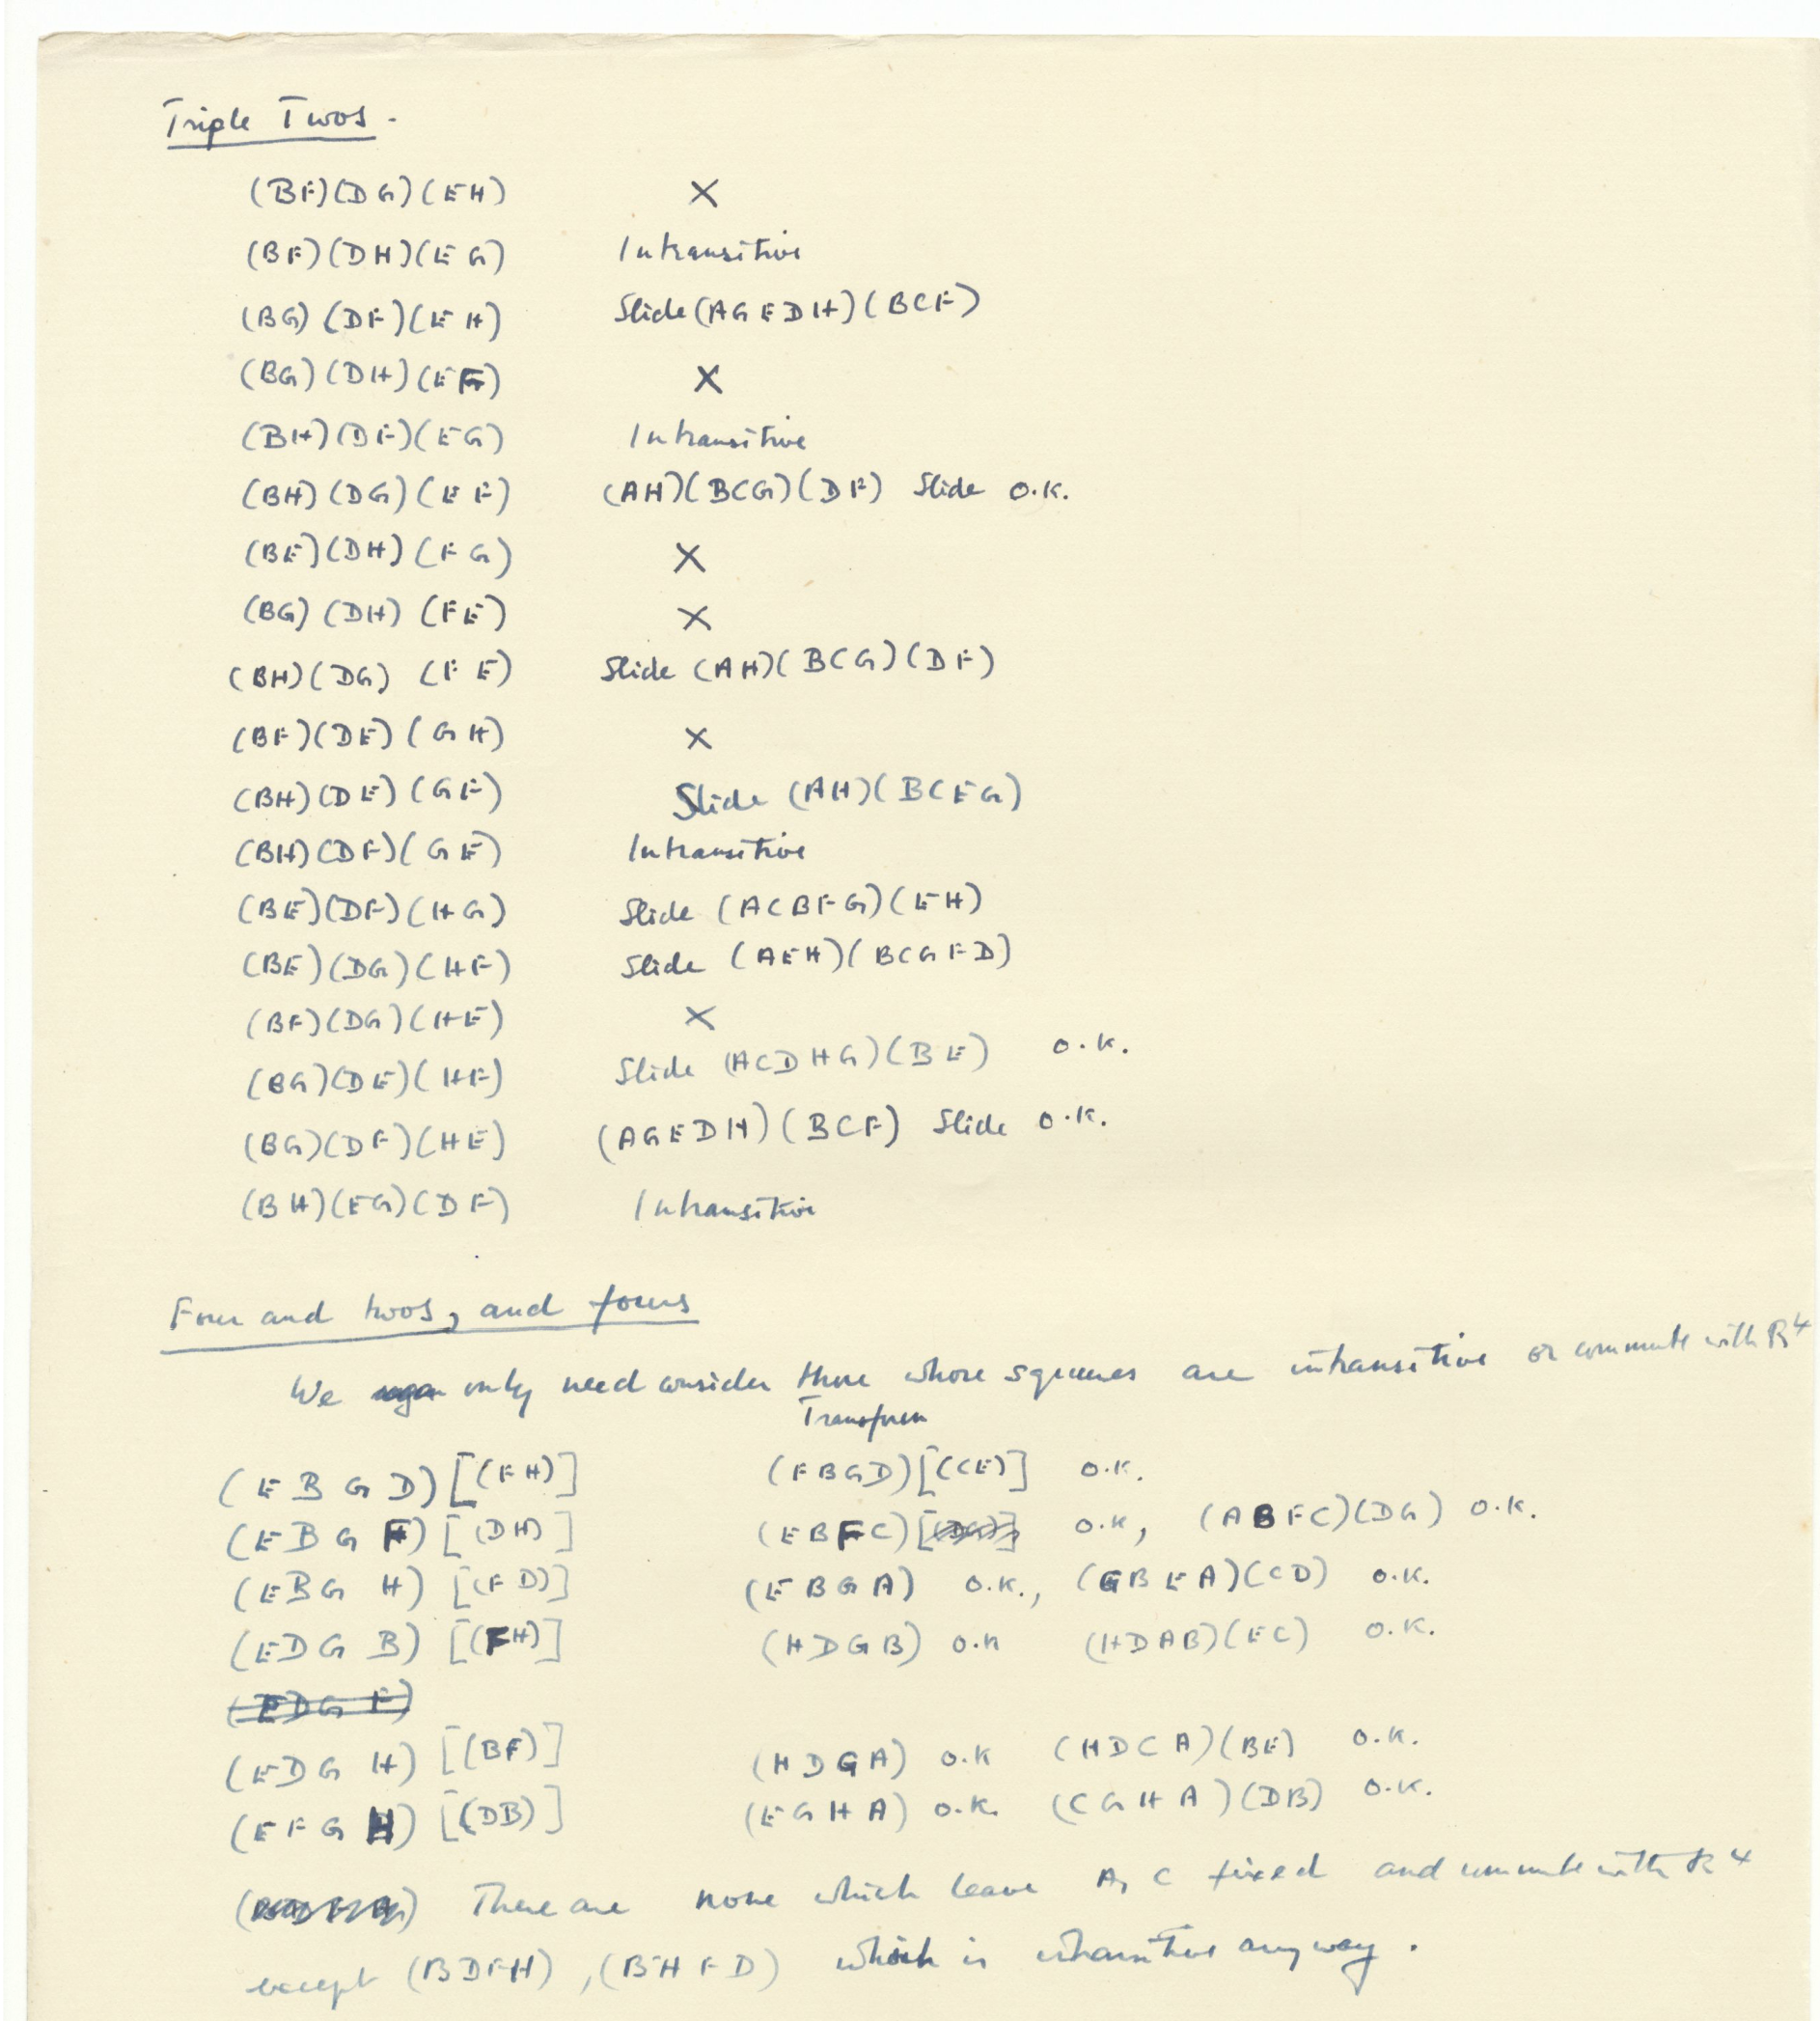 Triple Twos.
(BF)(DG)(EH) ×
(BF)(DH)(EG) Intransitive
(BG)(DF)(EH) Slide (AGEDH)(BCF)
(BG)(DH)(EF) ×
(BH)(DF)(EG) Intransitive
(BH)(DG)(EF) (AH)(BCG)(DF) Slide O.K.
(BE)(DH)(FG) ×
(BG)(DH)(FE) ×
(BH)(DG)(FE) Slide (AH)(BCG)(DF)
(BF)(DE)(GH) ×
(BH)(DE)(GF) Slide (AH)(BCEG)
(BH)(DF)(GE) Intransitive
(BE)(DF)(HG) Slide (ACBFG)(EH)
(BE)(DG)(HF) Slide (AEH)(BCGFD)
(BF)(DG)(HE) ×
(BG)(DE)(HF) Slide (ACDHG)(BE) O.K.
(BG)(DF)(HE) (AGEDH)(BCF) Slide O.K.
(BH)(EG)(DF) Intransitive
Four and twos, and fours
We only need consider those whose squares are intransitive or commute with R⁴
Transform
(EBGD)[(FH)] (FBGD)[(CE)] O.K.
(EBGF)[(DH)] (EBFC) O.K., (ABFC)(DG) O.K.
(EBGH)[(FD)] (EBGA) O.K., (GBEA)(CD) O.K.
(EDGB)[(FH)] (HDGB) O.K (HDAB)(EC) O.K.
(EDGF)
(EDGH)[(BF)] (HDGA) O.K (HDCA)(BE) O.K.
(EFGH)[(DB)] (EGHA) O.K. (CGHA)(DB) O.K.
There are none which leave A, C fixed and commute with R⁴
except (BDFH), (BHFD) which is intransitive anyway.